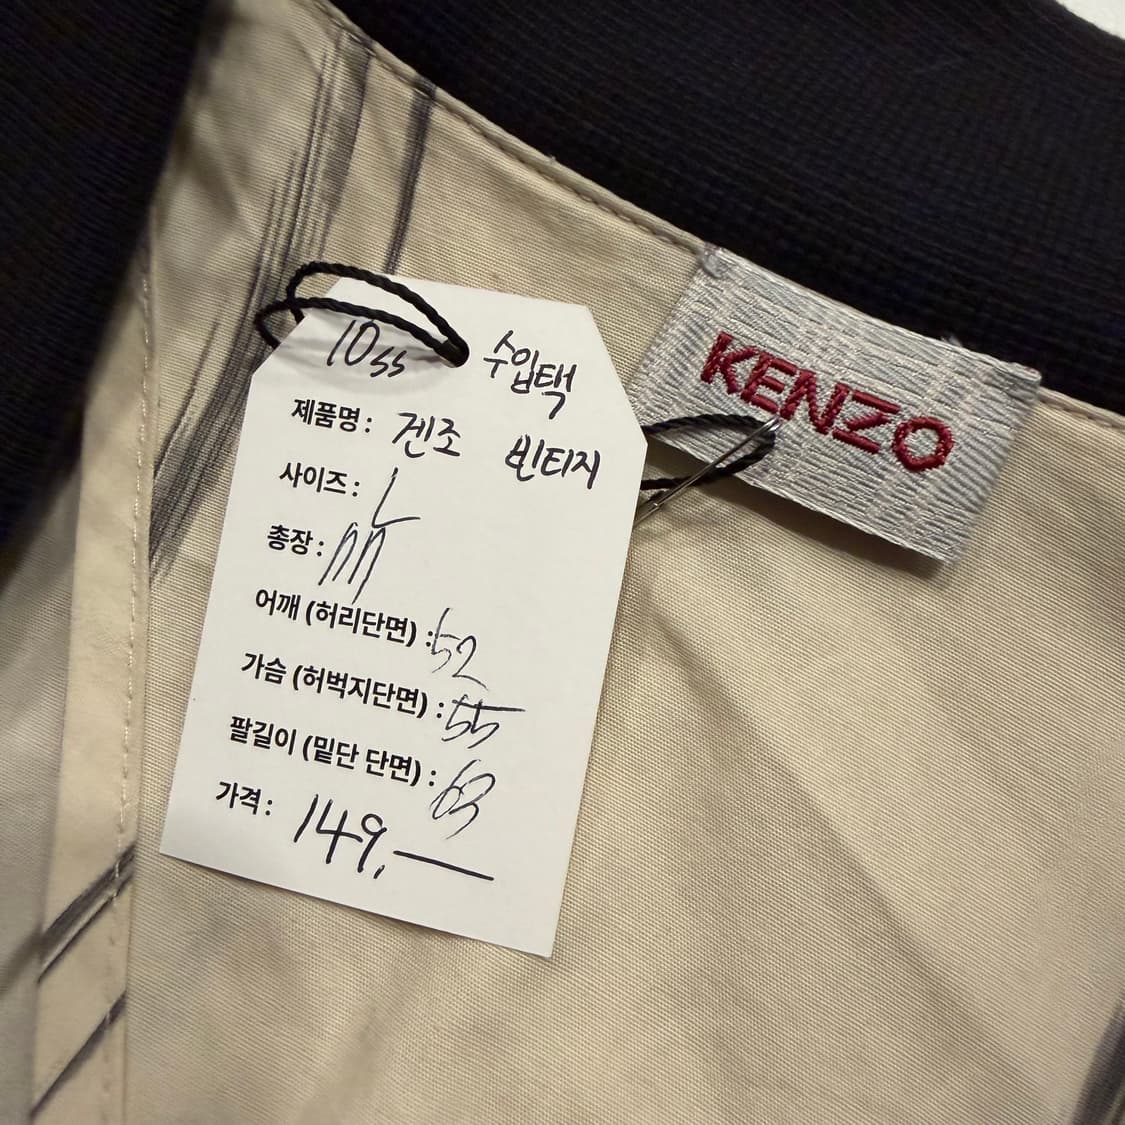 10ss 수입택
제품명: 겐조 빈티지
사이즈: L
총장: 77
어깨 (허리단면) : 52
가슴 (허벅지단면) : 55
팔길이 (밑단 단면) : 63
가격: 149,—
KENZO